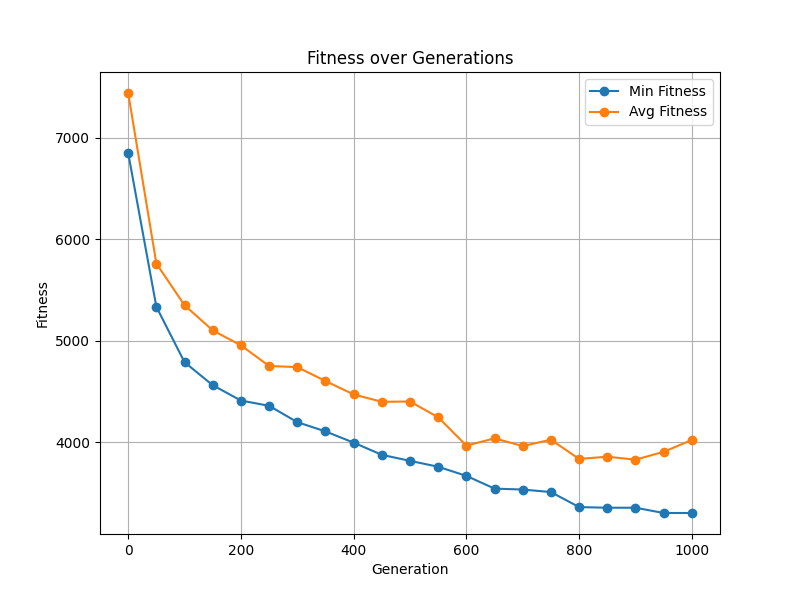 Fitness over Generations
Min Fitness
Avg Fitness
7000
6000
5000
4000
Fitness
0 200 400 600 800 1000
Generation